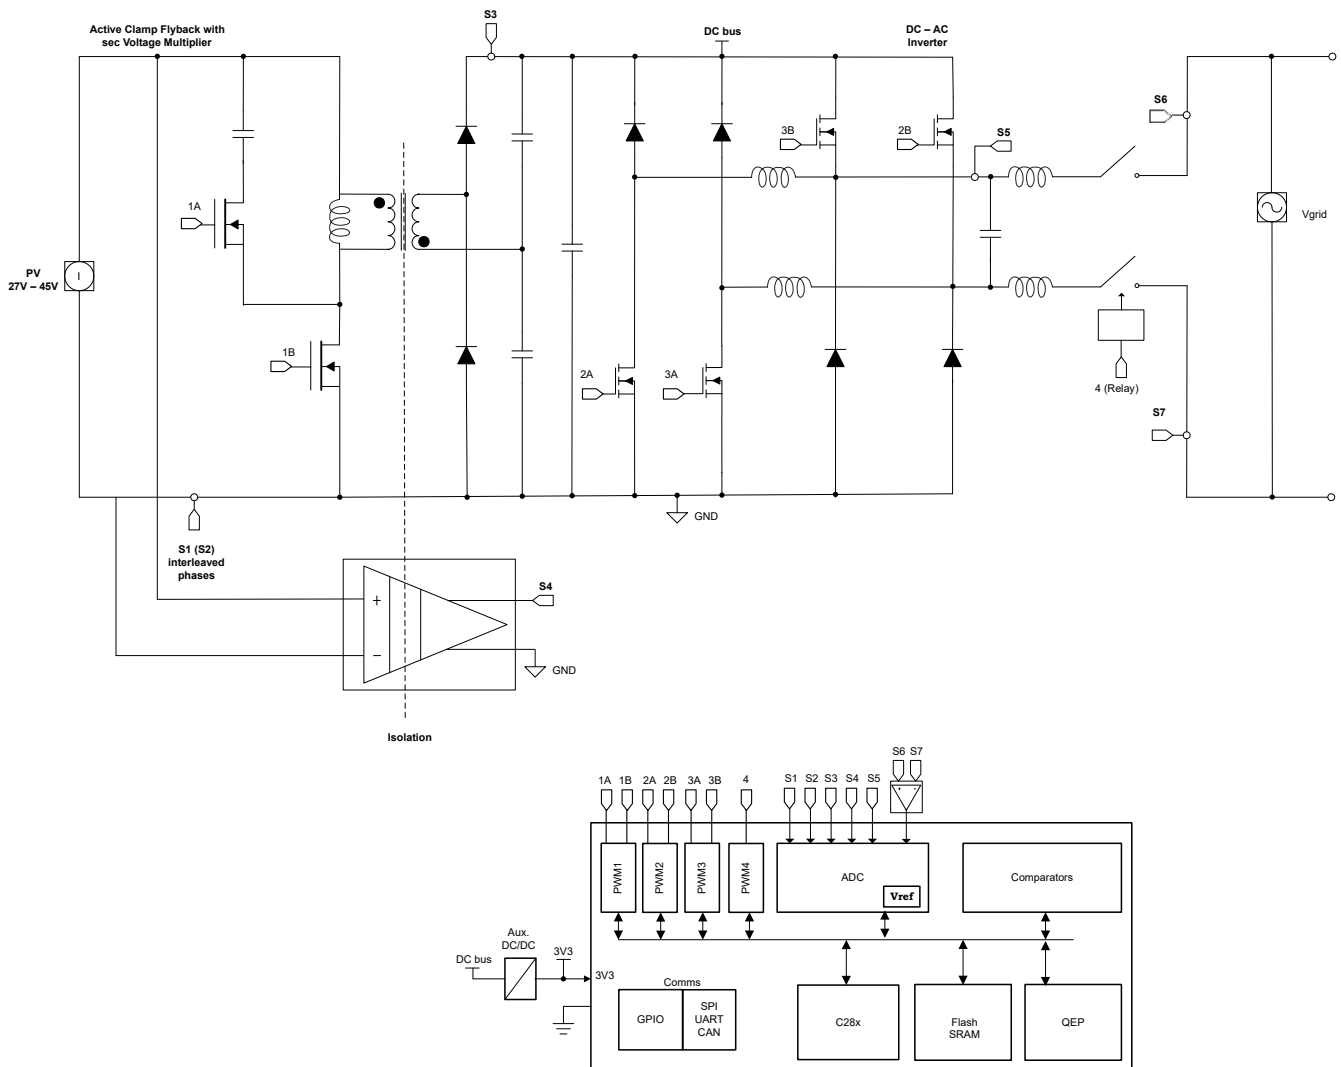 S3
Active Clamp Flyback with
sec Voltage Multiplier
DC bus
DC – AC
Inverter
S6
3B
2B
S5
1A
Vgrid
PV
27V – 45V
I
1B
2A
3A
4 (Relay)
S7
GND
S1 (S2)
interleaved
phases
S4
+
−
GND
Isolation
S6 S7
1A 1B 2A 2B 3A 3B 4 S1 S2 S3 S4 S5
+ -
PWM1
PWM2
PWM3
PWM4
ADC
Vref
Comparators
Aux.
DC/DC
DC bus
3V3
3V3
Comms
GPIO
SPI
UART
CAN
C28x
Flash
SRAM
QEP